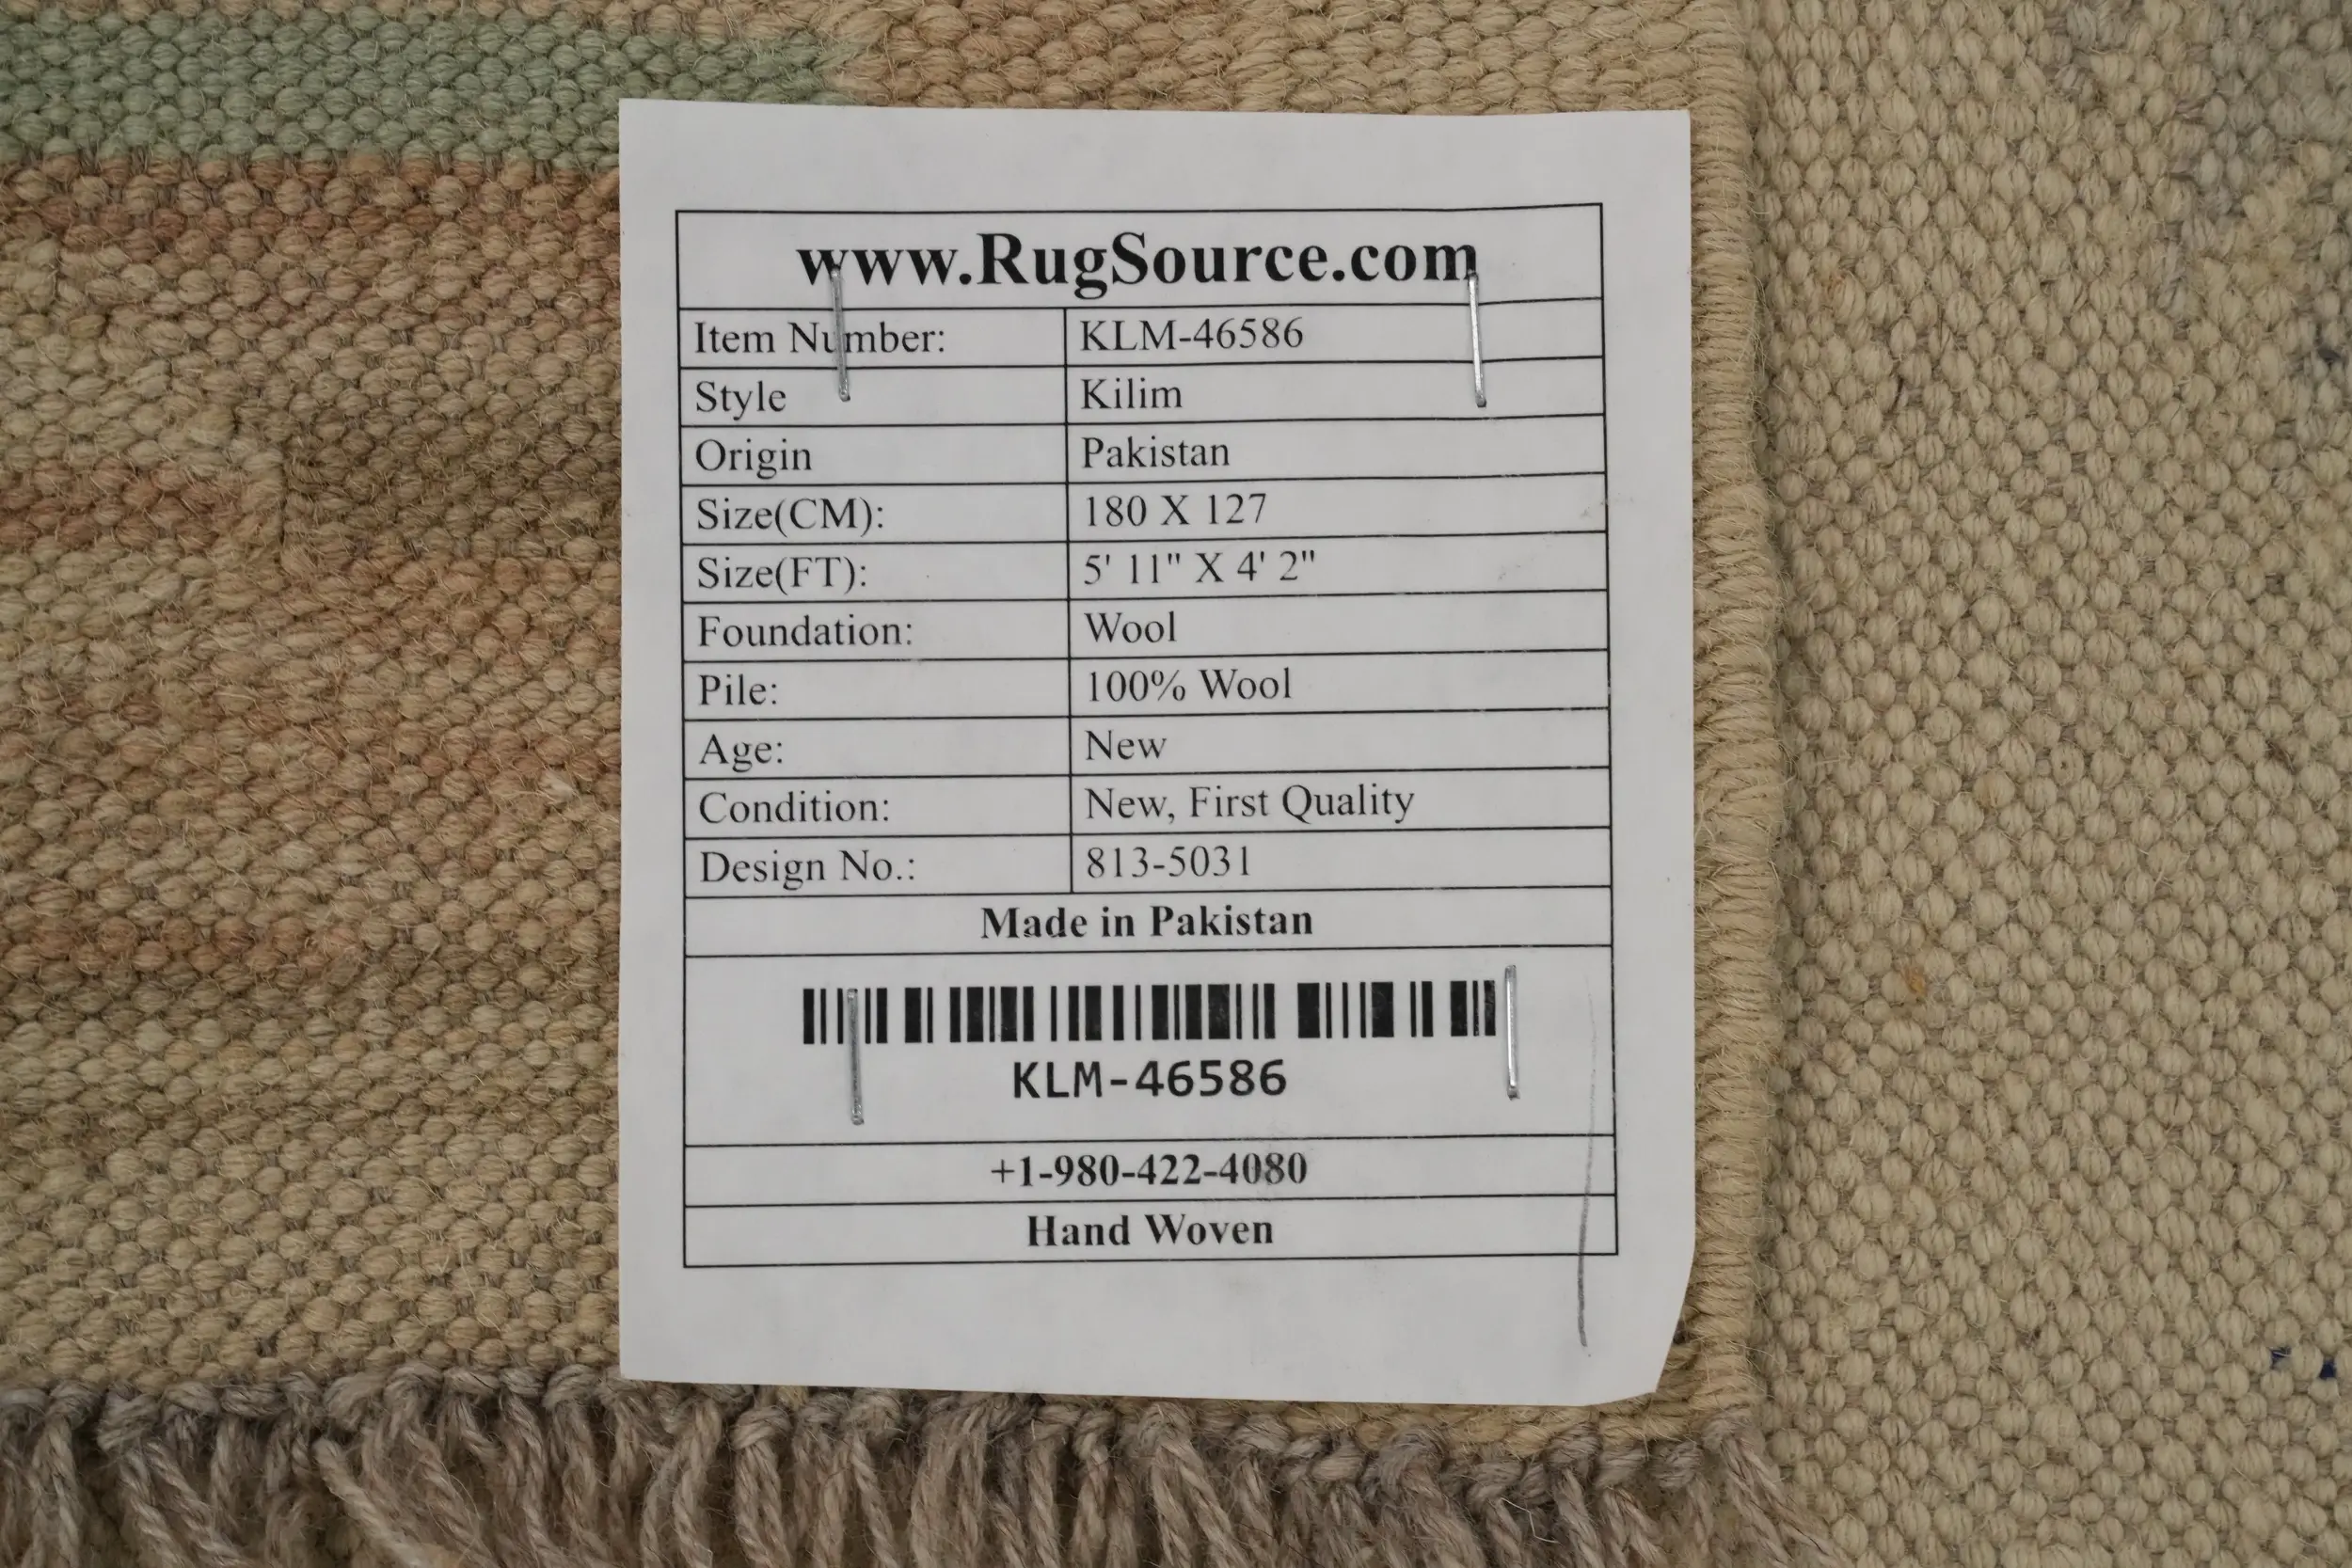 www.RugSource.com
Item Number: KLM-46586
Style Kilim
Origin Pakistan
Size(CM): 180 X 127
Size(FT): 5' 11" X 4' 2"
Foundation: Wool
Pile: 100% Wool
Age: New
Condition: New, First Quality
Design No.: 813-5031
Made in Pakistan
KLM-46586
+1-980-422-4080
Hand Woven